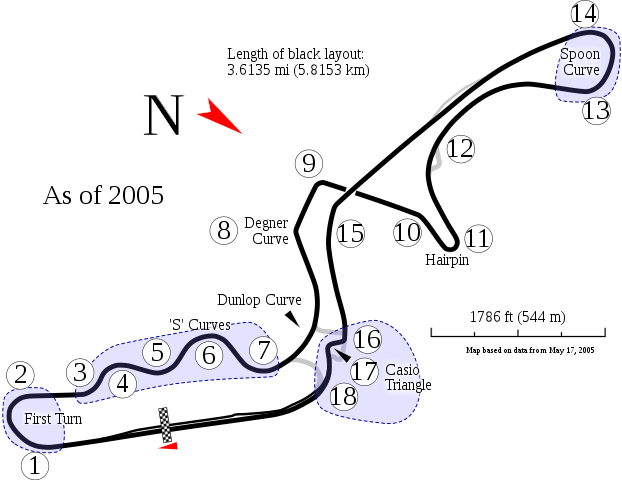 14
Length of black layout:
3.6135 mi (5.8153 km)
Spoon
Curve
N
13
As of 2005
9
12
8
Degner
Curve
15
10
11
Hairpin
Dunlop Curve
1786 ft (544 m)
Map based on data from May 17, 2005
'S' Curves
16
2
3
4
5
6
7
17
Casio
Triangle
18
First Turn
1